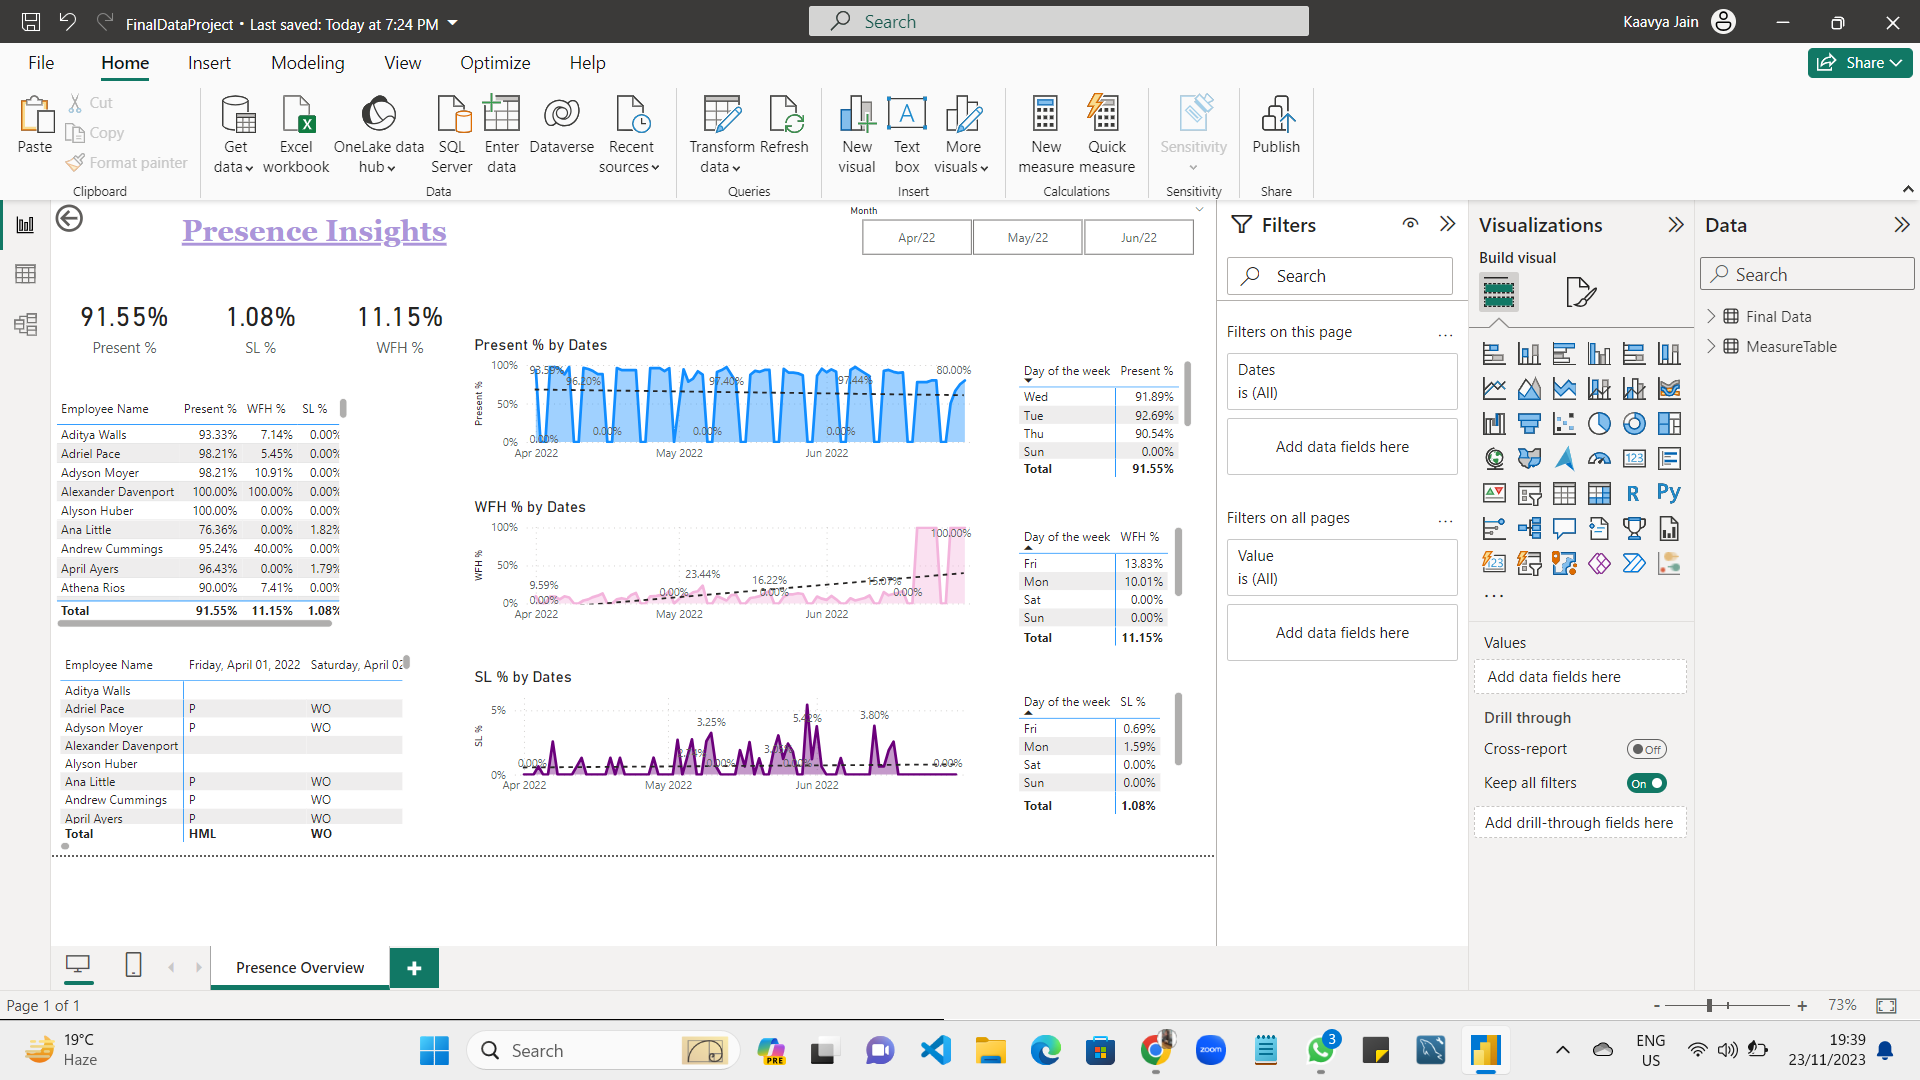 FinalDataProject • Last saved: Today at 7:24 PM
Search
Kaavya Jain
File
Home
Insert
Modeling
View
Optimize
Help
Share
Paste
Cut
Copy
Format painter
Clipboard
Get data
Excel workbook
OneLake data hub
SQL Server
Enter data
Dataverse
Recent sources
Data
Transform data
Refresh
Queries
New visual
Text box
More visuals
Insert
New measure
Quick measure
Calculations
Sensitivity
Sensitivity
Publish
Share
Presence Insights
Month
Apr/22
May/22
Jun/22
91.55%
Present %
1.08%
SL %
11.15%
WFH %
Employee Name Present % WFH % SL %
Aditya Walls 93.33% 7.14% 0.00%
Adriel Pace 98.21% 5.45% 0.00%
Adyson Moyer 98.21% 10.91% 0.00%
Alexander Davenport 100.00% 100.00% 0.00%
Alyson Huber 100.00% 0.00% 0.00%
Ana Little 76.36% 0.00% 1.82%
Andrew Cummings 95.24% 40.00% 0.00%
April Ayers 96.43% 0.00% 1.79%
Athena Rios 90.00% 7.41% 0.00%
Total 91.55% 11.15% 1.08%
Employee Name Friday, April 01, 2022 Saturday, April 02
Aditya Walls
Adriel Pace P WO
Adyson Moyer P WO
Alexander Davenport
Alyson Huber
Ana Little P WO
Andrew Cummings P WO
April Ayers P WO
Total HML WO
Present % by Dates
Present %
100%
50%
0%
93.59%
96.20%
97.40%
97.44%
80.00%
0.00%
0.00%
0.00%
0.00%
Apr 2022
May 2022
Jun 2022
Day of the week Present %
Wed 91.89%
Tue 92.69%
Thu 90.54%
Sun 0.00%
Total 91.55%
WFH % by Dates
WFH %
100%
50%
0%
9.59%
0.00%
0.00%
23.44%
16.22%
0.00%
15.07%
0.00%
100.00%
Apr 2022
May 2022
Jun 2022
Day of the week WFH %
Fri 13.83%
Mon 10.01%
Sat 0.00%
Sun 0.00%
Total 11.15%
SL % by Dates
SL %
5%
0%
0.00%
3.25%
0.00%
5.42%
0.00%
3.80%
0.00%
Apr 2022
May 2022
Jun 2022
Day of the week SL %
Fri 0.69%
Mon 1.59%
Sat 0.00%
Sun 0.00%
Total 1.08%
Filters
Search
Filters on this page
...
Dates
is (All)
Add data fields here
Filters on all pages
...
Value
is (All)
Add data fields here
Visualizations
Build visual
123
R
Py
123
...
Values
Add data fields here
Drill through
Cross-report
Off
Keep all filters
On
Add drill-through fields here
Data
Search
Final Data
MeasureTable
Presence Overview
+
Page 1 of 1
- + 73%
19°C
Haze
Search
PRE
zoom
3
ENG
US
19:39
23/11/2023